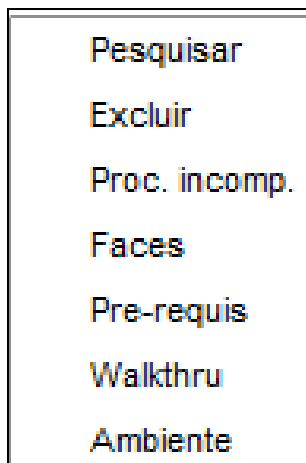 Pesquisar
Excluir
Proc. incomp.
Faces
Pre-requis
Walkthru
Ambiente